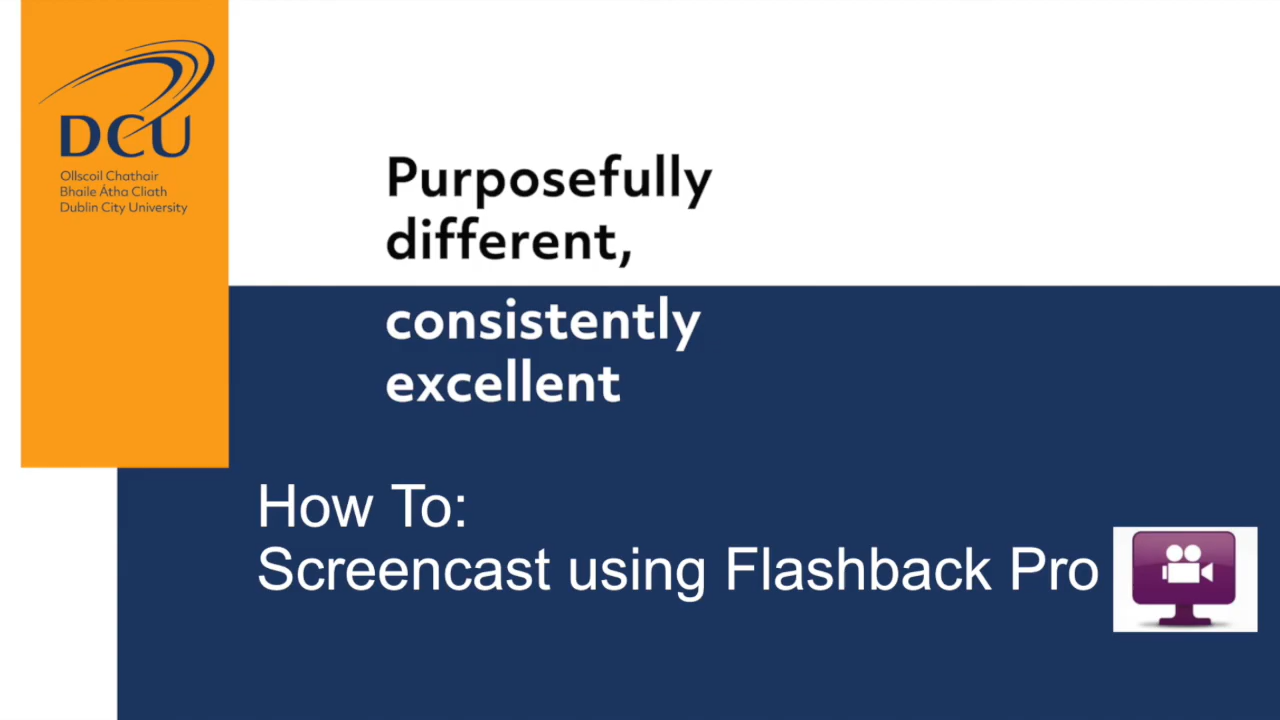 DCU
Ollscoil Chathair
Bhaile Átha Cliath
Dublin City University
Purposefully
different,
consistently
excellent
How To:
Screencast using Flashback Pro